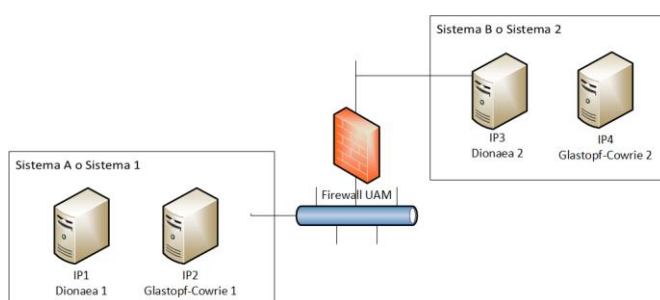 Sistema B o Sistema 2
IP3
Dionaea 2
IP4
Glastopf-Cowrie 2
Firewall UAM
Sistema A o Sistema 1
IP1
Dionaea 1
IP2
Glastopf-Cowrie 1